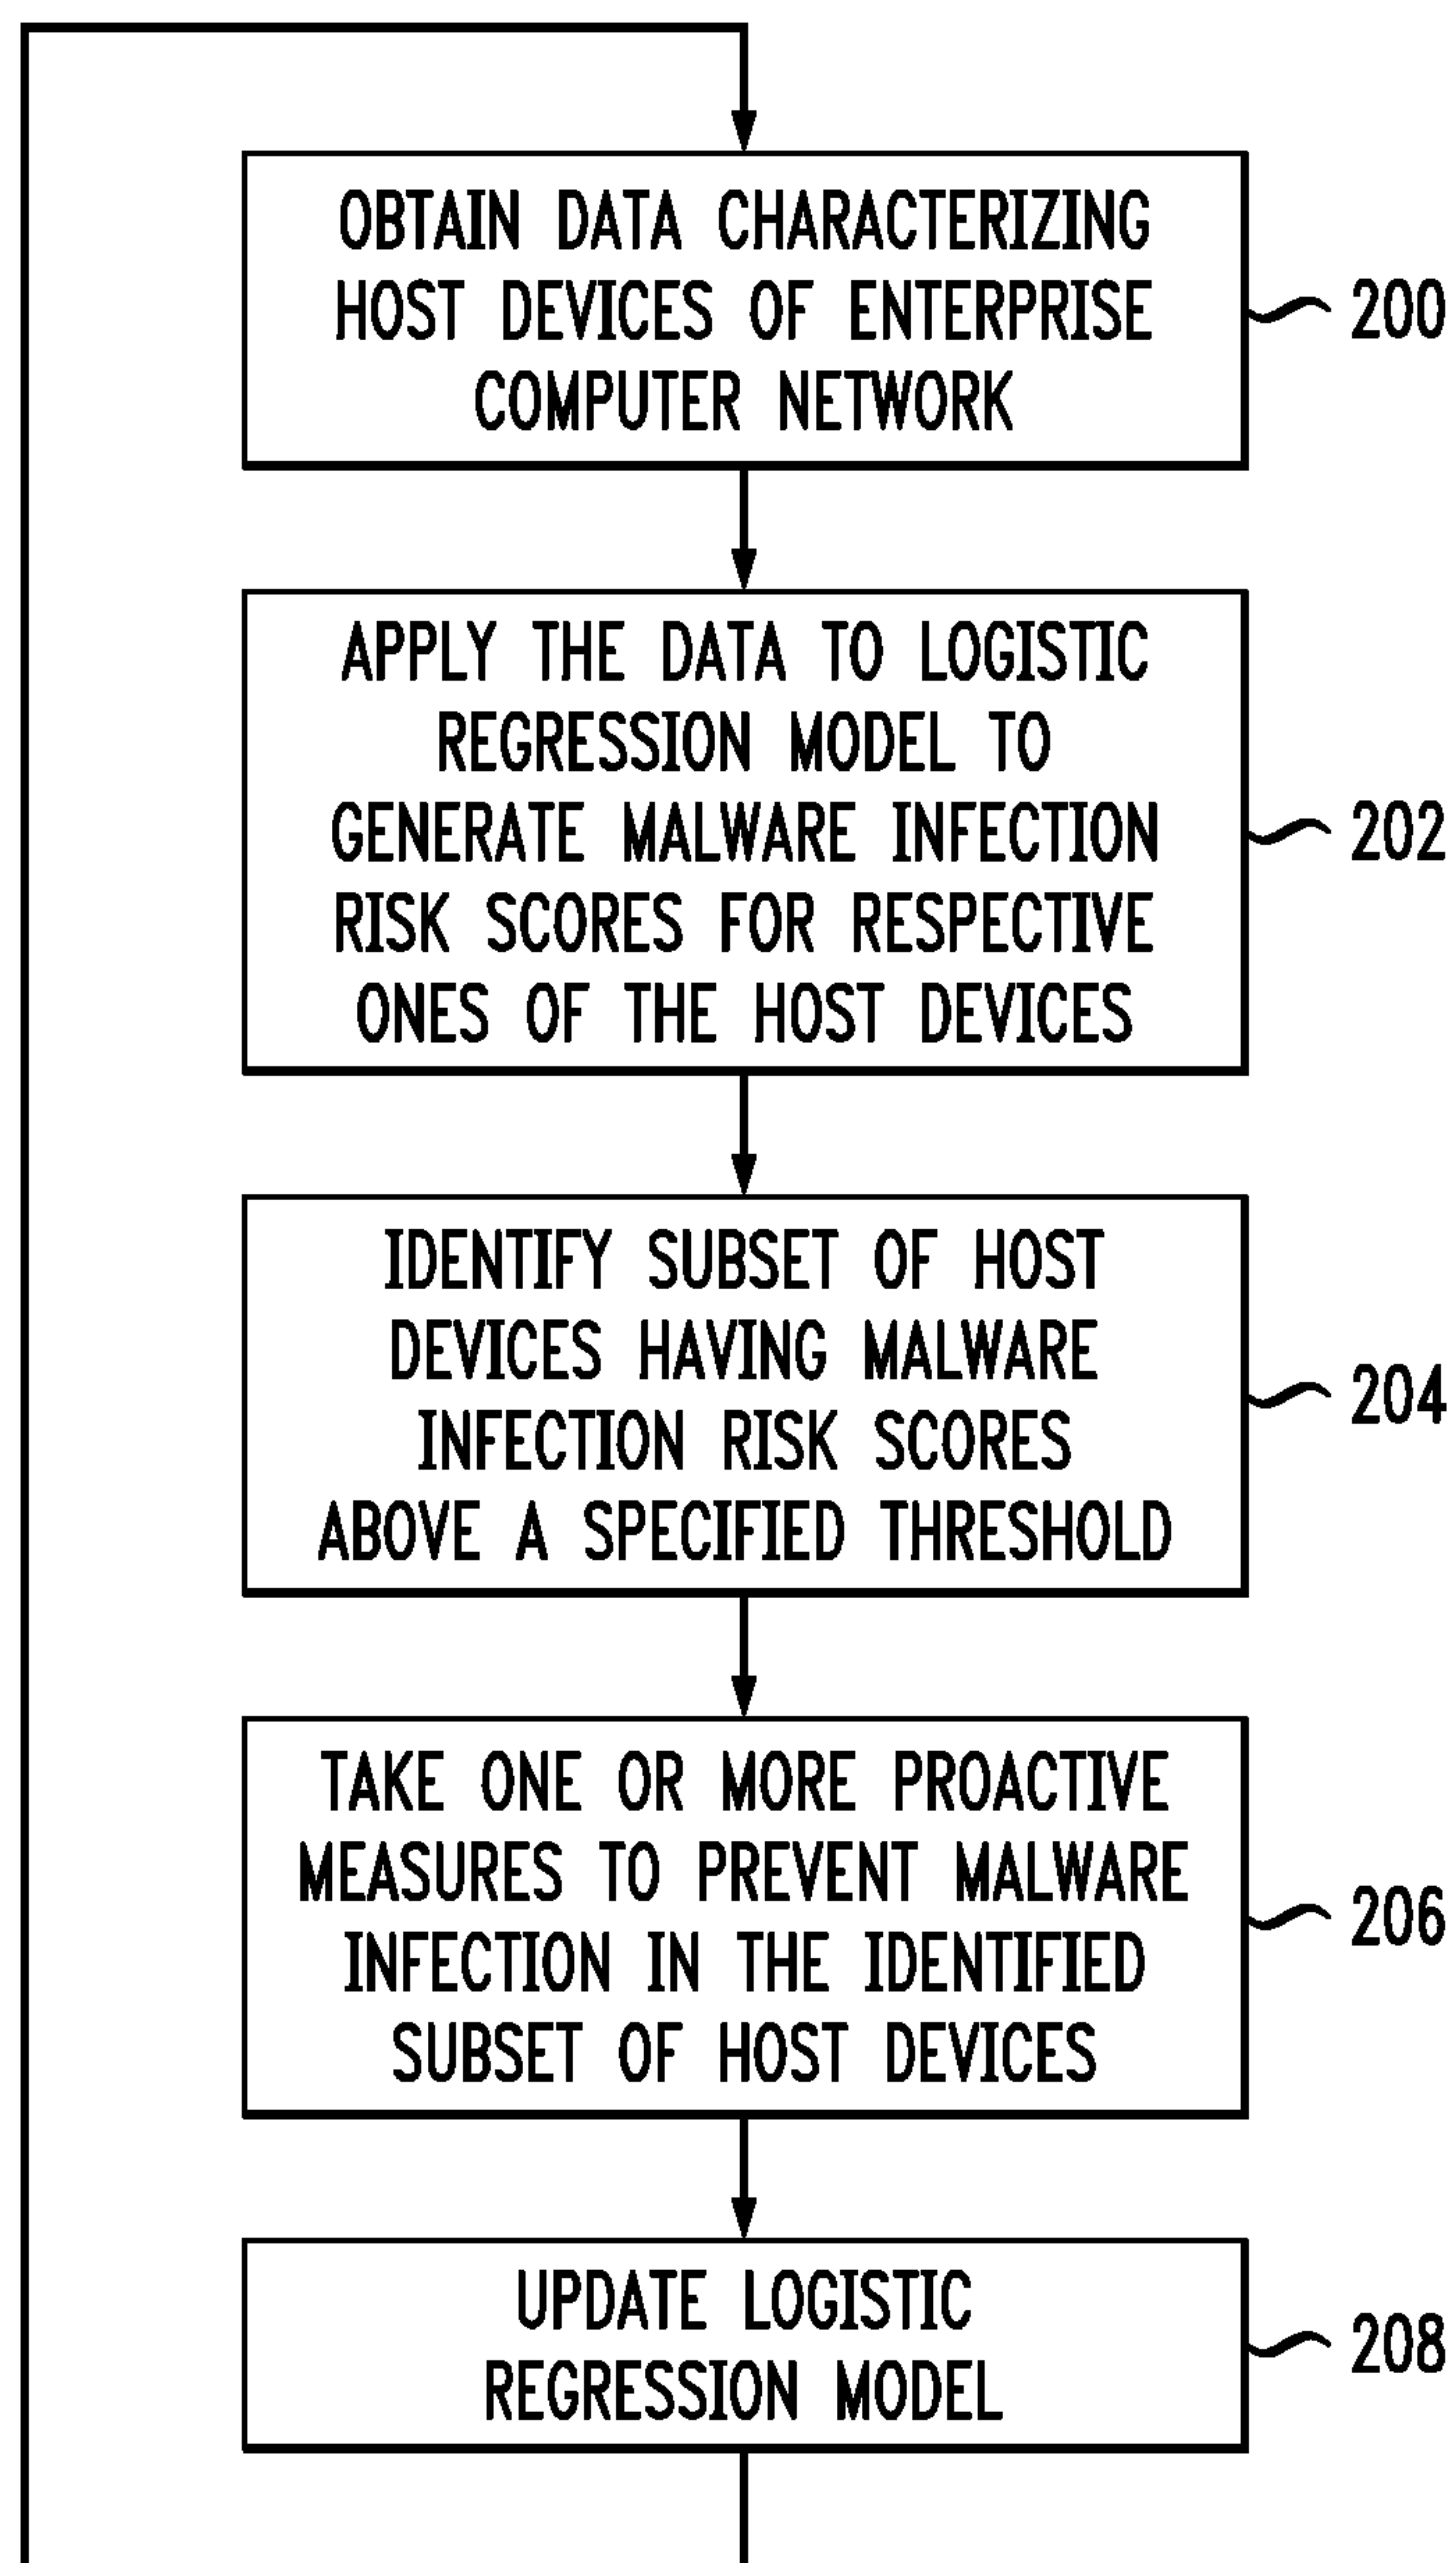 OBTAIN DATA CHARACTERIZING
HOST DEVICES OF ENTERPRISE
COMPUTER NETWORK
200
APPLY THE DATA TO LOGISTIC
REGRESSION MODEL TO
GENERATE MALWARE INFECTION
RISK SCORES FOR RESPECTIVE
ONES OF THE HOST DEVICES
202
IDENTIFY SUBSET OF HOST
DEVICES HAVING MALWARE
INFECTION RISK SCORES
ABOVE A SPECIFIED THRESHOLD
204
TAKE ONE OR MORE PROACTIVE
MEASURES TO PREVENT MALWARE
INFECTION IN THE IDENTIFIED
SUBSET OF HOST DEVICES
206
UPDATE LOGISTIC
REGRESSION MODEL
208